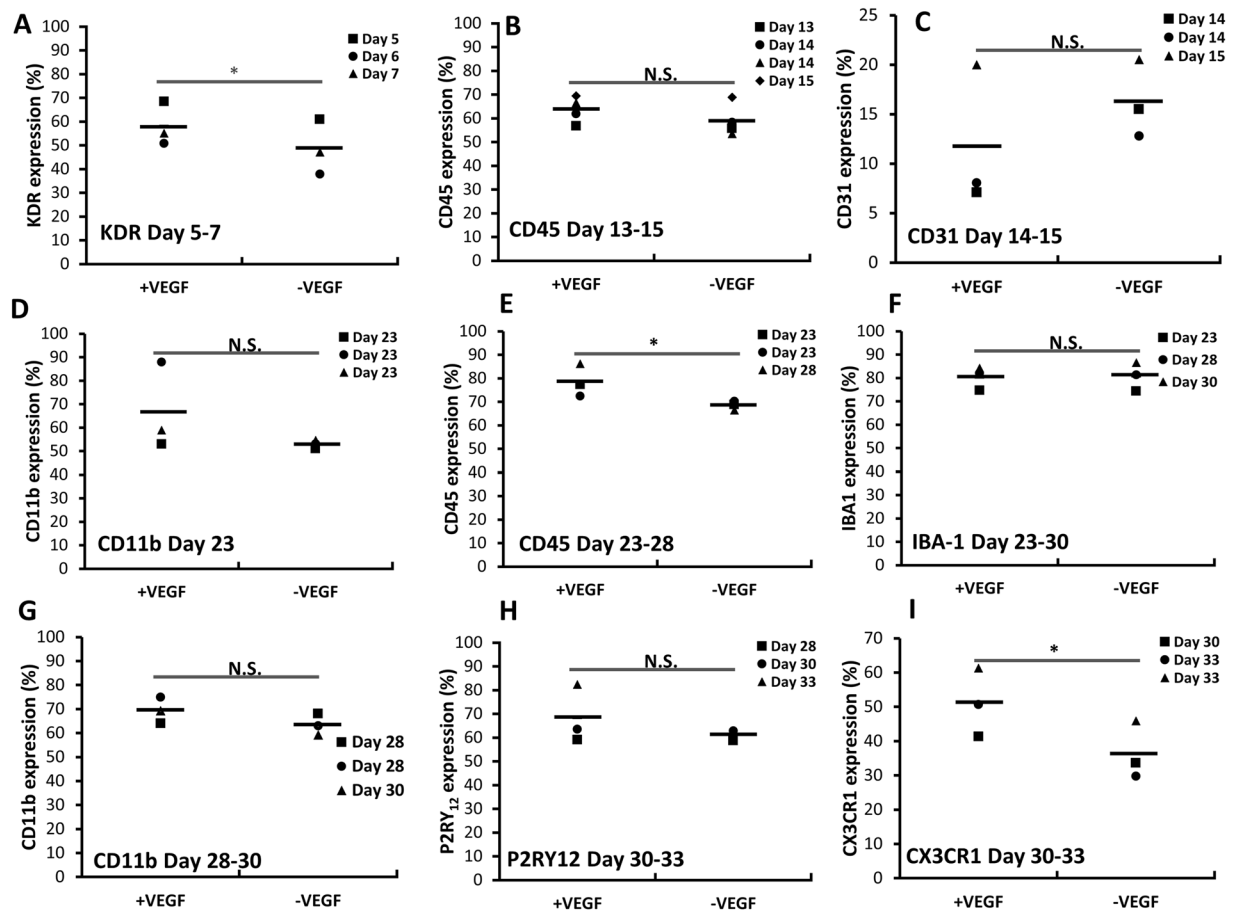 A
KDR expression (%)
100
90
80
70
60
50
40
30
20
10
0
■ Day 5
● Day 6
▲ Day 7
*
KDR Day 5-7
+VEGF
-VEGF
B
CD45 expression (%)
100
90
80
70
60
50
40
30
20
10
0
■ Day 13
● Day 14
▲ Day 14
◆ Day 15
N.S.
CD45 Day 13-15
+VEGF
-VEGF
C
CD31 expression (%)
25
20
15
10
5
0
■ Day 14
● Day 14
▲ Day 15
N.S.
CD31 Day 14-15
+VEGF
-VEGF
D
CD11b expression (%)
100
90
80
70
60
50
40
30
20
10
0
■ Day 23
● Day 23
▲ Day 23
N.S.
CD11b Day 23
+VEGF
-VEGF
E
CD45 expression (%)
100
90
80
70
60
50
40
30
20
10
0
■ Day 23
● Day 23
▲ Day 28
*
CD45 Day 23-28
+VEGF
-VEGF
F
IBA1 expression (%)
100
90
80
70
60
50
40
30
20
10
0
■ Day 23
● Day 28
▲ Day 30
N.S.
IBA-1 Day 23-30
+VEGF
-VEGF
G
CD11b expression (%)
100
90
80
70
60
50
40
30
20
10
0
N.S.
■ Day 28
● Day 28
▲ Day 30
CD11b Day 28-30
+VEGF
-VEGF
H
P2RY₁₂ expression (%)
100
90
80
70
60
50
40
30
20
10
0
■ Day 28
● Day 30
▲ Day 33
N.S.
P2RY12 Day 30-33
+VEGF
-VEGF
I
CX3CR1 expression (%)
70
60
50
40
30
20
10
0
■ Day 30
● Day 33
▲ Day 33
*
CX3CR1 Day 30-33
+VEGF
-VEGF